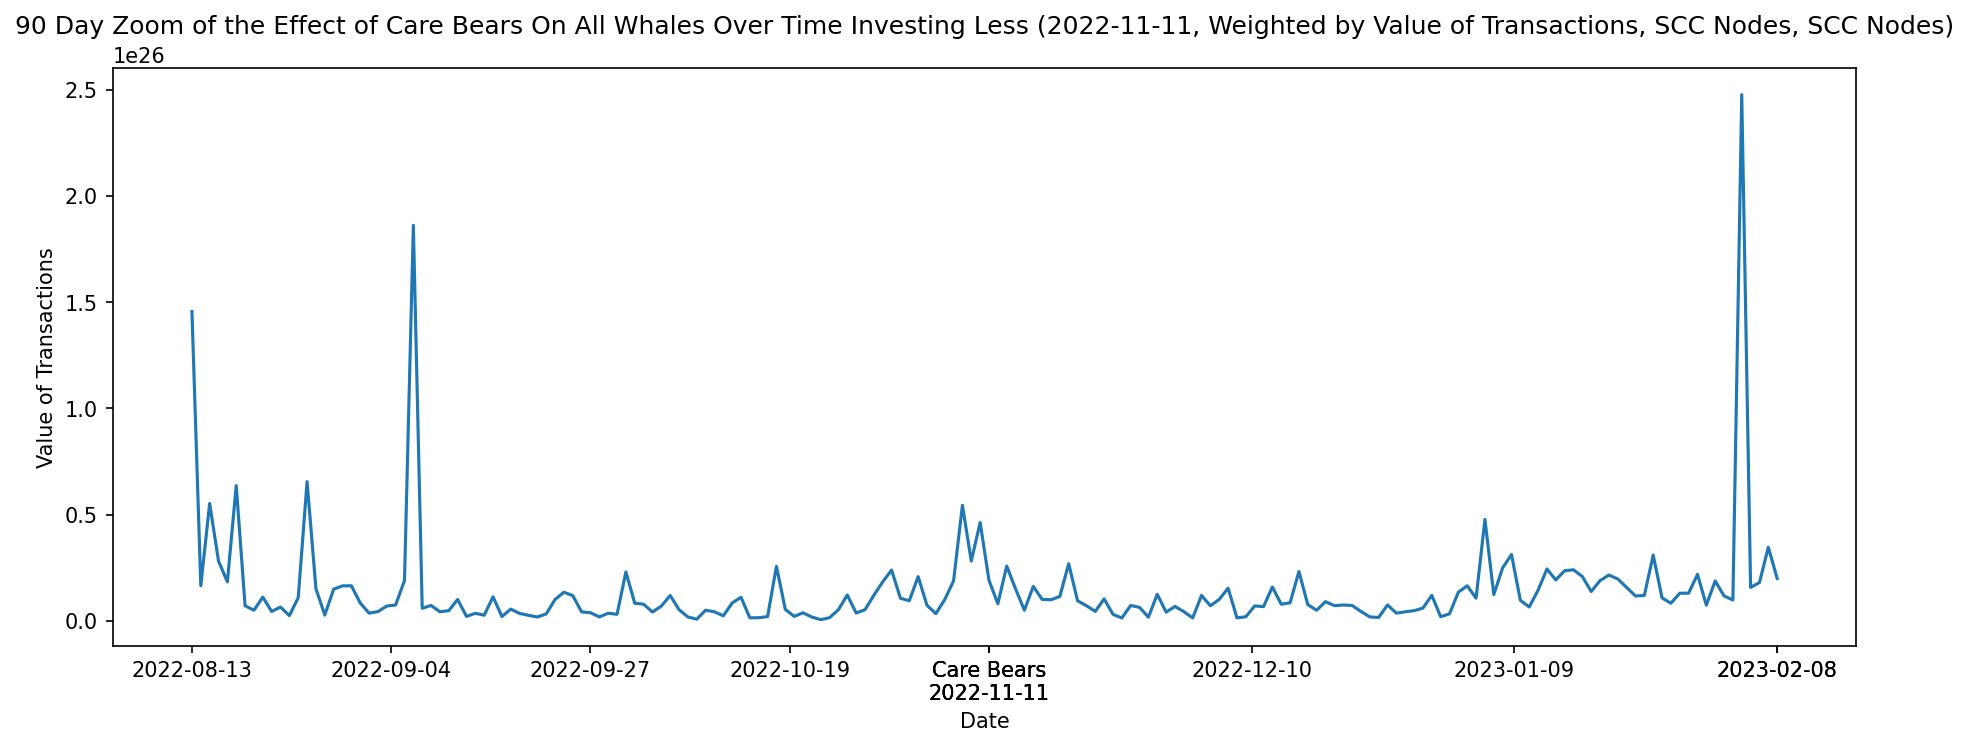 90 Day Zoom of the Effect of Care Bears On All Whales Over Time Investing Less (2022-11-11, Weighted by Value of Transactions, SCC Nodes, SCC Nodes)
1e26
2.5
2.0
1.5
1.0
0.5
0.0
Value of Transactions
2022-08-13 2022-09-04 2022-09-27 2022-10-19 Care Bears 2022-12-10 2023-01-09 2023-02-08
2022-11-11
Date